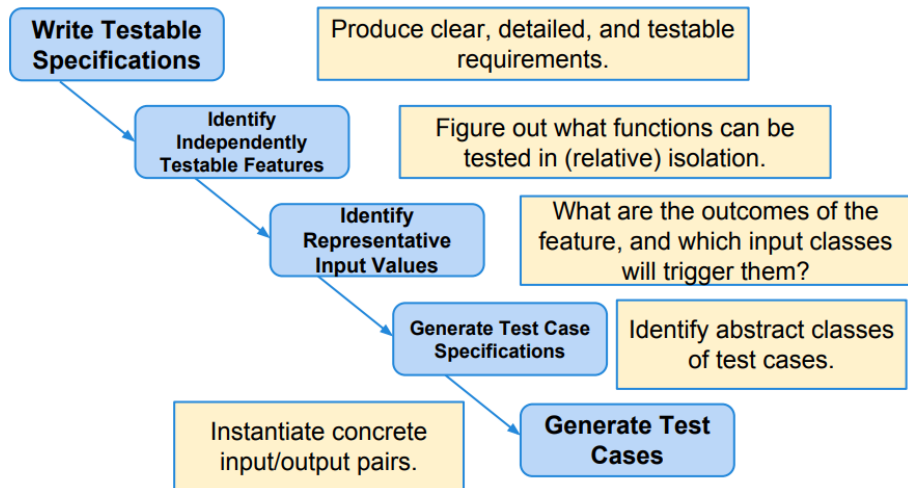 Write Testable
Specifications
Produce clear, detailed, and testable
requirements.
Identify
Independently
Testable Features
Figure out what functions can be
tested in (relative) isolation.
Identify
Representative
Input Values
What are the outcomes of the
feature, and which input classes
will trigger them?
Generate Test Case
Specifications
Identify abstract classes
of test cases.
Generate Test
Cases
Instantiate concrete
input/output pairs.